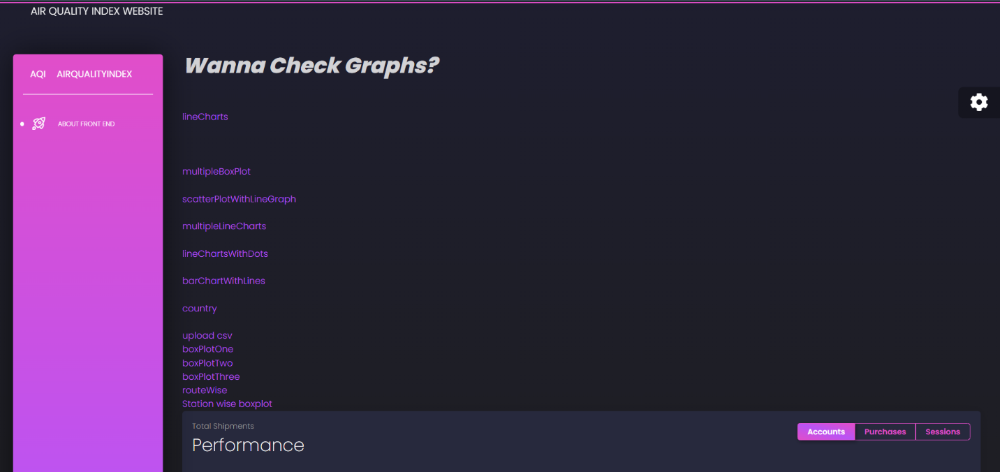 AIR QUALITY INDEX WEBSITE
AQI AIRQUALITYINDEX
ABOUT FRONT END
Wanna Check Graphs?
lineCharts
multipleBoxPlot
scatterPlotWithLineGraph
multipleLineCharts
lineChartsWithDots
barChartWithLines
country
upload csv
boxPlotOne
boxPlotTwo
boxPlotThree
routeWise
Station wise boxplot
Total Shipments
Performance
Accounts Purchases Sessions